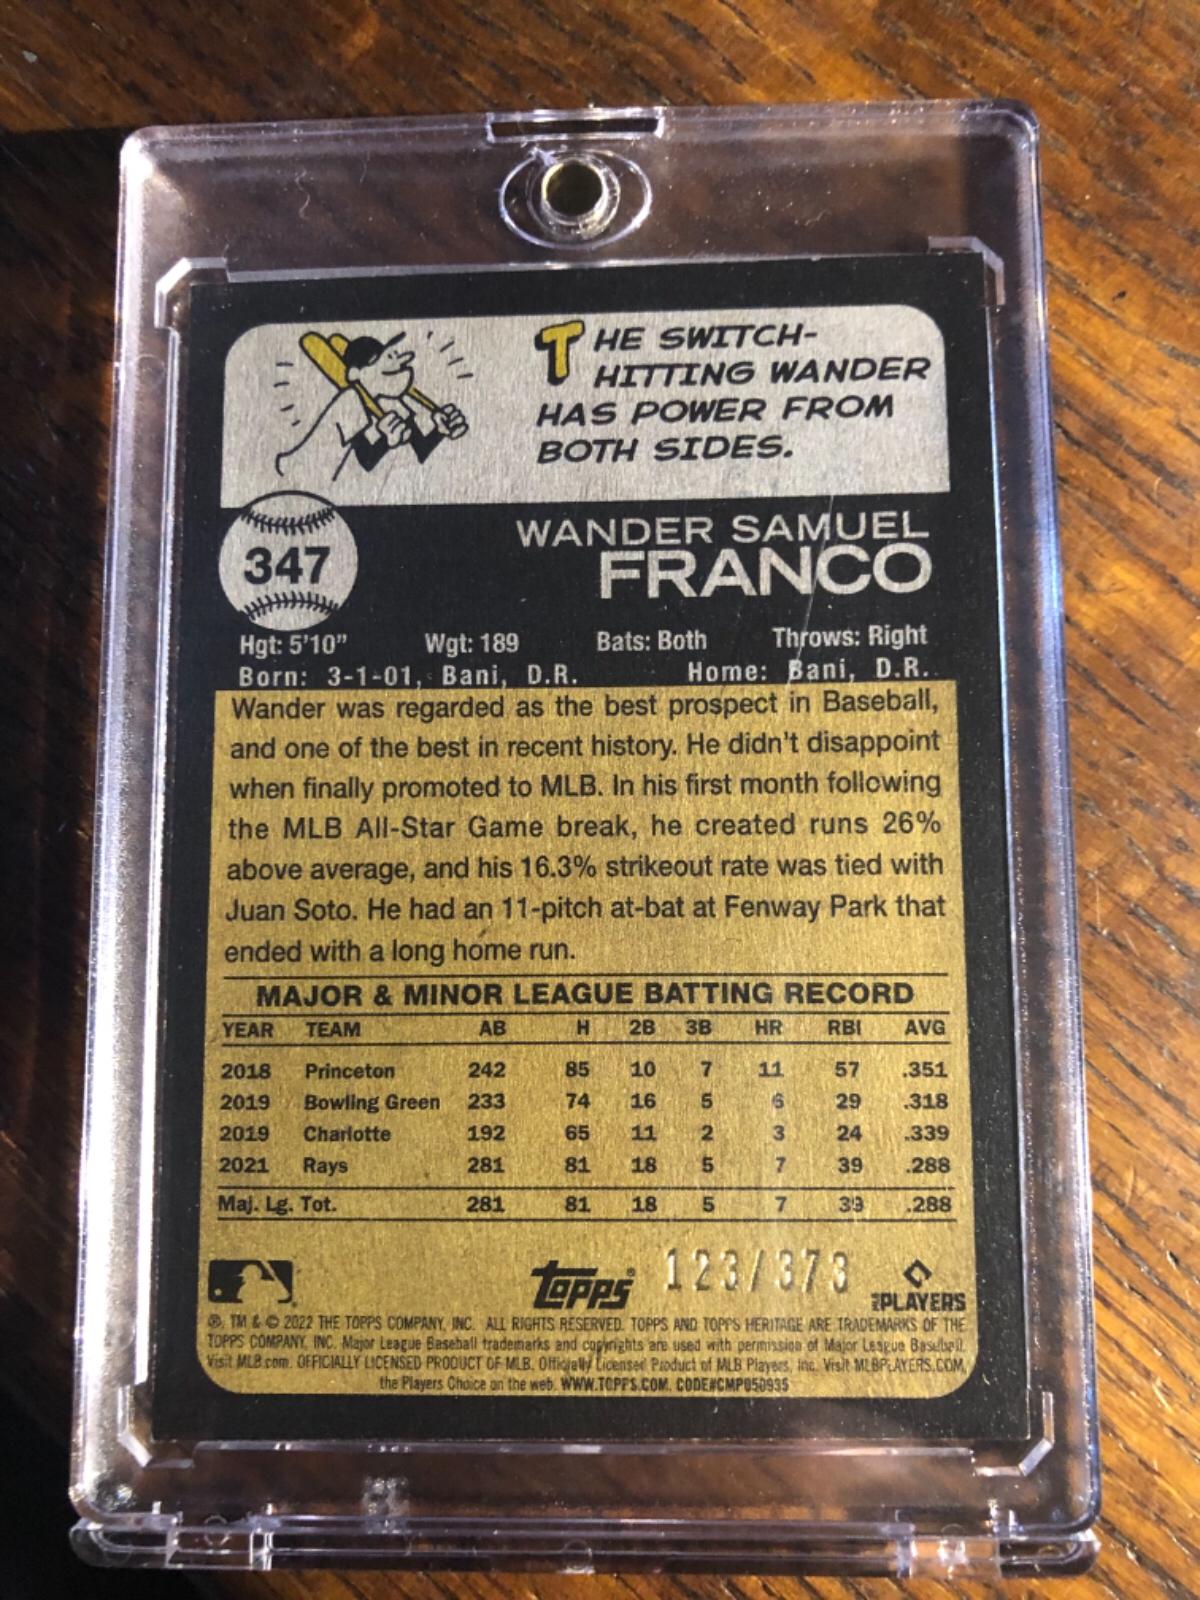 THE SWITCH-
HITTING WANDER
HAS POWER FROM
BOTH SIDES.
347
WANDER SAMUEL
FRANCO
Hgt: 5'10" Wgt: 189 Bats: Both Throws: Right
Born: 3-1-01, Bani, D.R. Home: Bani, D.R.
Wander was regarded as the best prospect in Baseball,
and one of the best in recent history. He didn't disappoint
when finally promoted to MLB. In his first month following
the MLB All-Star Game break, he created runs 26%
above average, and his 16.3% strikeout rate was tied with
Juan Soto. He had an 11-pitch at-bat at Fenway Park that
ended with a long home run.
MAJOR & MINOR LEAGUE BATTING RECORD
YEAR TEAM AB H 2B 3B HR RBI AVG
2018 Princeton 242 85 10 7 11 57 .351
2019 Bowling Green 233 74 16 5 6 29 .318
2019 Charlotte 192 65 11 2 3 24 .339
2021 Rays 281 81 18 5 7 39 .288
Maj. Lg. Tot. 281 81 18 5 7 39 .288
topps® 123/373 MLB PLAYERS
®, TM & © 2022 THE TOPPS COMPANY, INC. ALL RIGHTS RESERVED. TOPPS AND TOPPS HERITAGE ARE TRADEMARKS OF THE
TOPPS COMPANY, INC. Major League Baseball trademarks and copyrights are used with permission of Major League Baseball.
Visit MLB.com. OFFICIALLY LICENSED PRODUCT OF MLB. Officially Licensed Product of MLB Players, Inc. Visit MLBPLAYERS.COM,
the Players Choice on the web. WWW.TOPPS.COM. CODE#CMP050935